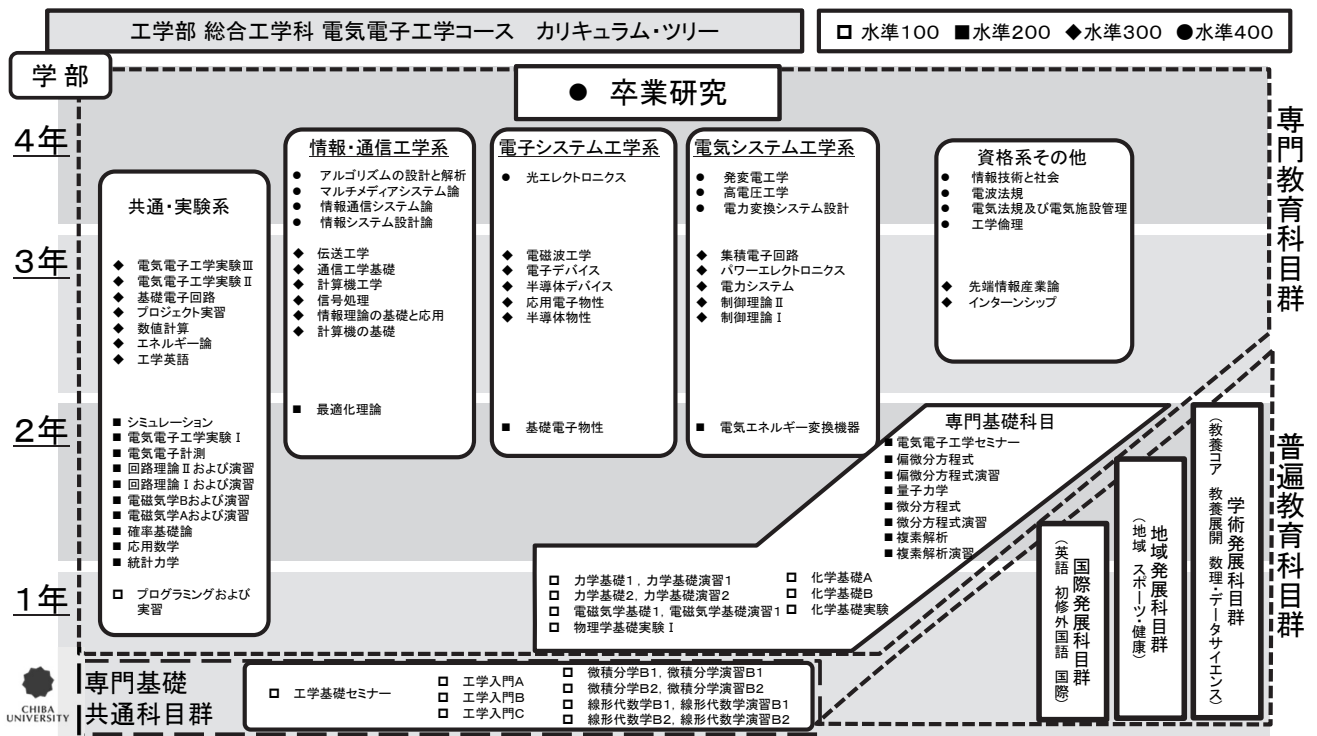 工学部 総合工学科 電気電子工学コース　カリキュラム・ツリー
□ 水準100 ■水準200 ◆水準300 ●水準400
学部
● 卒業研究
4年
3年
2年
1年
共通・実験系
◆ 電気電子工学実験Ⅲ
◆ 電気電子工学実験Ⅱ
◆ 基礎電子回路
◆ プロジェクト実習
◆ 数値計算
◆ エネルギー論
◆ 工学英語
■ シミュレーション
■ 電気電子工学実験Ⅰ
■ 電気電子計測
■ 回路理論Ⅱおよび演習
■ 回路理論Ⅰおよび演習
■ 電磁気学Bおよび演習
■ 電磁気学Aおよび演習
■ 確率基礎論
■ 応用数学
■ 統計力学
□ プログラミングおよび
実習
情報・通信工学系
● アルゴリズムの設計と解析
● マルチメディアシステム論
● 情報通信システム論
● 情報システム設計論
◆ 伝送工学
◆ 通信工学基礎
◆ 計算機工学
◆ 信号処理
◆ 情報理論の基礎と応用
◆ 計算機の基礎
■ 最適化理論
電子システム工学系
● 光エレクトロニクス
◆ 電磁波工学
◆ 電子デバイス
◆ 半導体デバイス
◆ 応用電子物性
◆ 半導体物性
■ 基礎電子物性
電気システム工学系
● 発変電工学
● 高電圧工学
● 電力変換システム設計
◆ 集積電子回路
◆ パワーエレクトロニクス
◆ 電力システム
◆ 制御理論Ⅱ
◆ 制御理論Ⅰ
■ 電気エネルギー変換機器
資格系その他
● 情報技術と社会
● 電波法規
● 電気法規及び電気施設管理
● 工学倫理
◆ 先端情報産業論
◆ インターンシップ
専門教育科目群
専門基礎科目
■ 電気電子工学セミナー
■ 偏微分方程式
■ 偏微分方程式演習
■ 量子力学
■ 微分方程式
■ 微分方程式演習
■ 複素解析
■ 複素解析演習
□ 力学基礎1，力学基礎演習1
□ 力学基礎2，力学基礎演習2
□ 電磁気学基礎1，電磁気学基礎演習1
□ 物理学基礎実験Ⅰ
□ 化学基礎A
□ 化学基礎B
□ 化学基礎実験
国際発展科目群
（英語 初修外国語 国際）
地域発展科目群
（地域 スポーツ・健康）
学術発展科目群
（教養コア 教養展開 数理・データサイエンス）
普遍教育科目群
専門基礎
共通科目群
□ 工学基礎セミナー
□ 工学入門A
□ 工学入門B
□ 工学入門C
□ 微積分学B1，微積分学演習B1
□ 微積分学B2，微積分学演習B2
□ 線形代数学B1，線形代数学演習B1
□ 線形代数学B2，線形代数学演習B2
CHIBA
UNIVERSITY